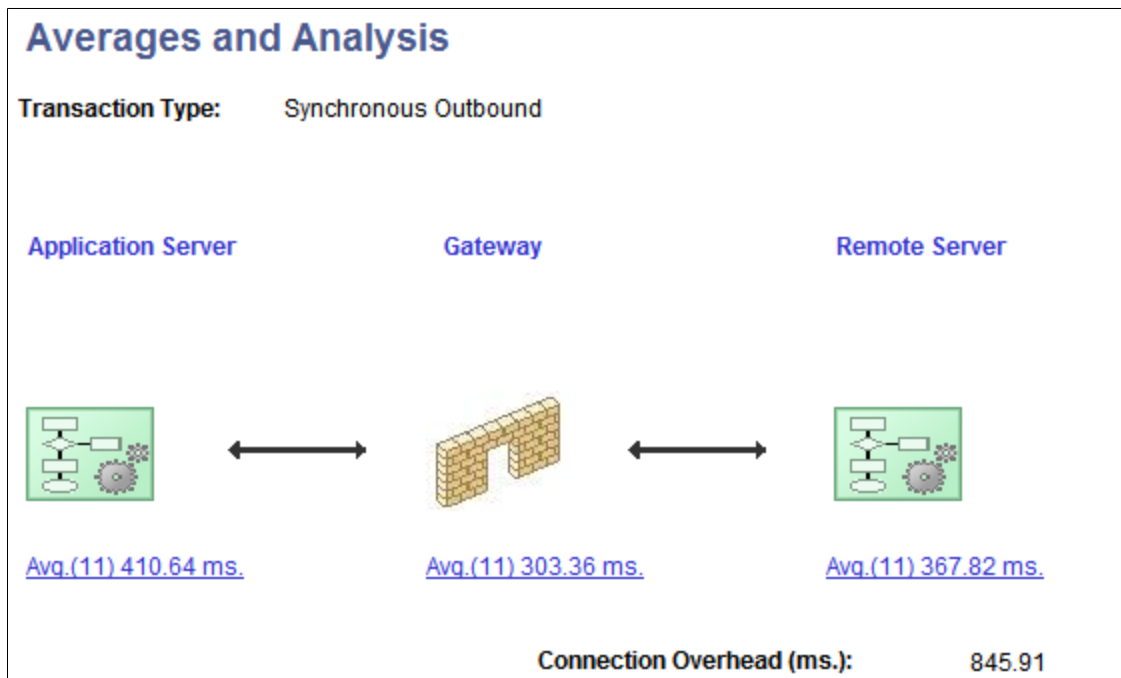 Averages and Analysis
Transaction Type: Synchronous Outbound
Application Server Gateway Remote Server
Avg.(11) 410.64 ms. Avg.(11) 303.36 ms. Avg.(11) 367.82 ms.
Connection Overhead (ms.): 845.91